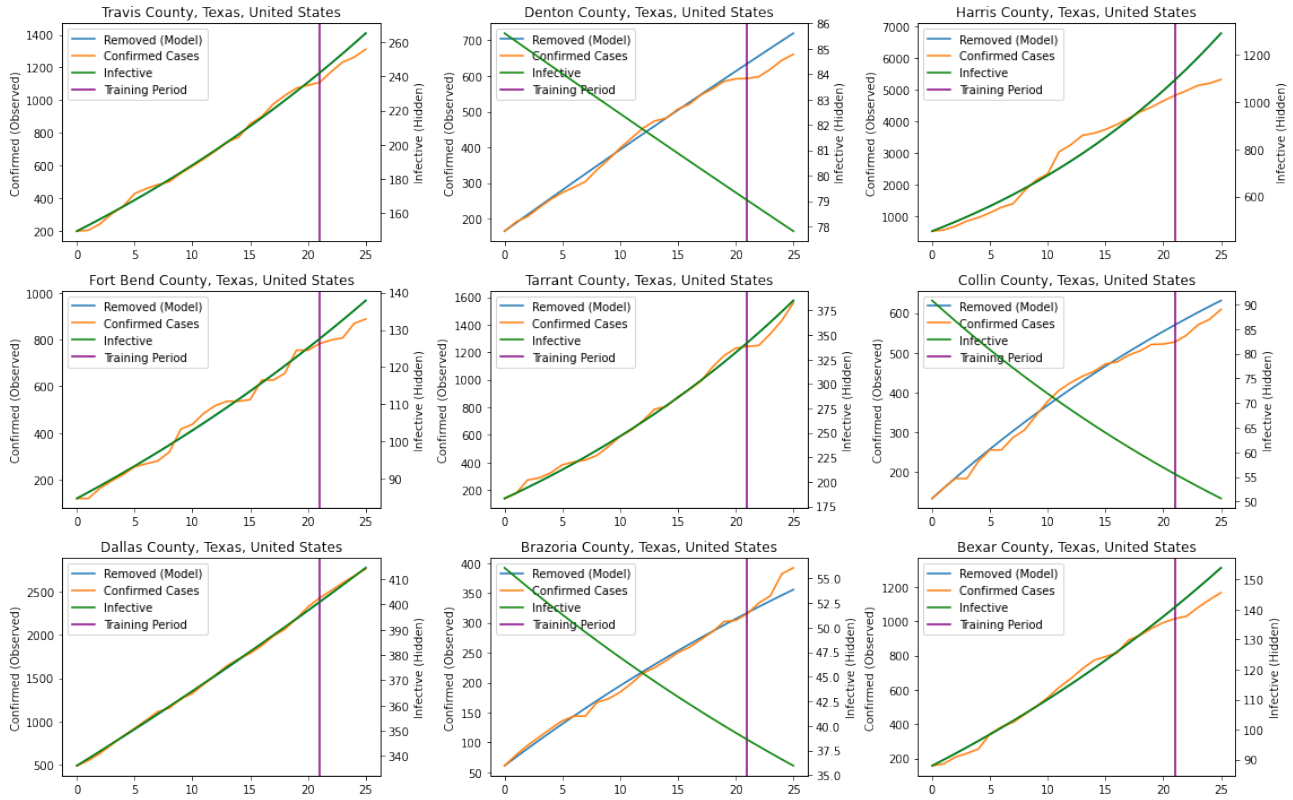 Travis County, Texas, United States
Confirmed (Observed)
1400
1200
1000
800
600
400
200
Removed (Model)
Confirmed Cases
Infective
Training Period
260
240
220
200
180
160
Infective (Hidden)
0 5 10 15 20 25
Denton County, Texas, United States
Confirmed (Observed)
700
600
500
400
300
200
Removed (Model)
Confirmed Cases
Infective
Training Period
86
85
84
83
82
81
80
79
78
Infective (Hidden)
0 5 10 15 20 25
Harris County, Texas, United States
Confirmed (Observed)
7000
6000
5000
4000
3000
2000
1000
Removed (Model)
Confirmed Cases
Infective
Training Period
1200
1000
800
600
Infective (Hidden)
0 5 10 15 20 25
Fort Bend County, Texas, United States
Confirmed (Observed)
1000
800
600
400
200
Removed (Model)
Confirmed Cases
Infective
Training Period
140
130
120
110
100
90
Infective (Hidden)
0 5 10 15 20 25
Tarrant County, Texas, United States
Confirmed (Observed)
1600
1400
1200
1000
800
600
400
200
Removed (Model)
Confirmed Cases
Infective
Training Period
375
350
325
300
275
250
225
200
175
Infective (Hidden)
0 5 10 15 20 25
Collin County, Texas, United States
Confirmed (Observed)
600
500
400
300
200
Removed (Model)
Confirmed Cases
Infective
Training Period
90
85
80
75
70
65
60
55
50
Infective (Hidden)
0 5 10 15 20 25
Dallas County, Texas, United States
Confirmed (Observed)
2500
2000
1500
1000
500
Removed (Model)
Confirmed Cases
Infective
Training Period
410
400
390
380
370
360
350
340
Infective (Hidden)
0 5 10 15 20 25
Brazoria County, Texas, United States
Confirmed (Observed)
400
350
300
250
200
150
100
50
Removed (Model)
Confirmed Cases
Infective
Training Period
55.0
52.5
50.0
47.5
45.0
42.5
40.0
37.5
35.0
Infective (Hidden)
0 5 10 15 20 25
Bexar County, Texas, United States
Confirmed (Observed)
1200
1000
800
600
400
200
Removed (Model)
Confirmed Cases
Infective
Training Period
150
140
130
120
110
100
90
Infective (Hidden)
0 5 10 15 20 25